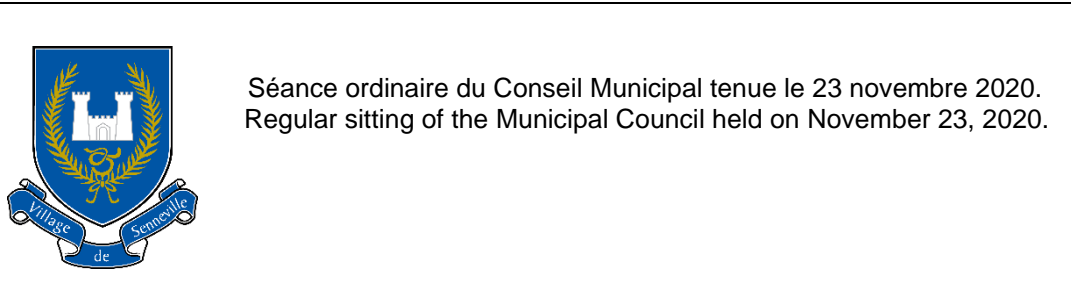 Séance ordinaire du Conseil Municipal tenue le 23 novembre 2020.
Regular sitting of the Municipal Council held on November 23, 2020.
Village
de
Senneville